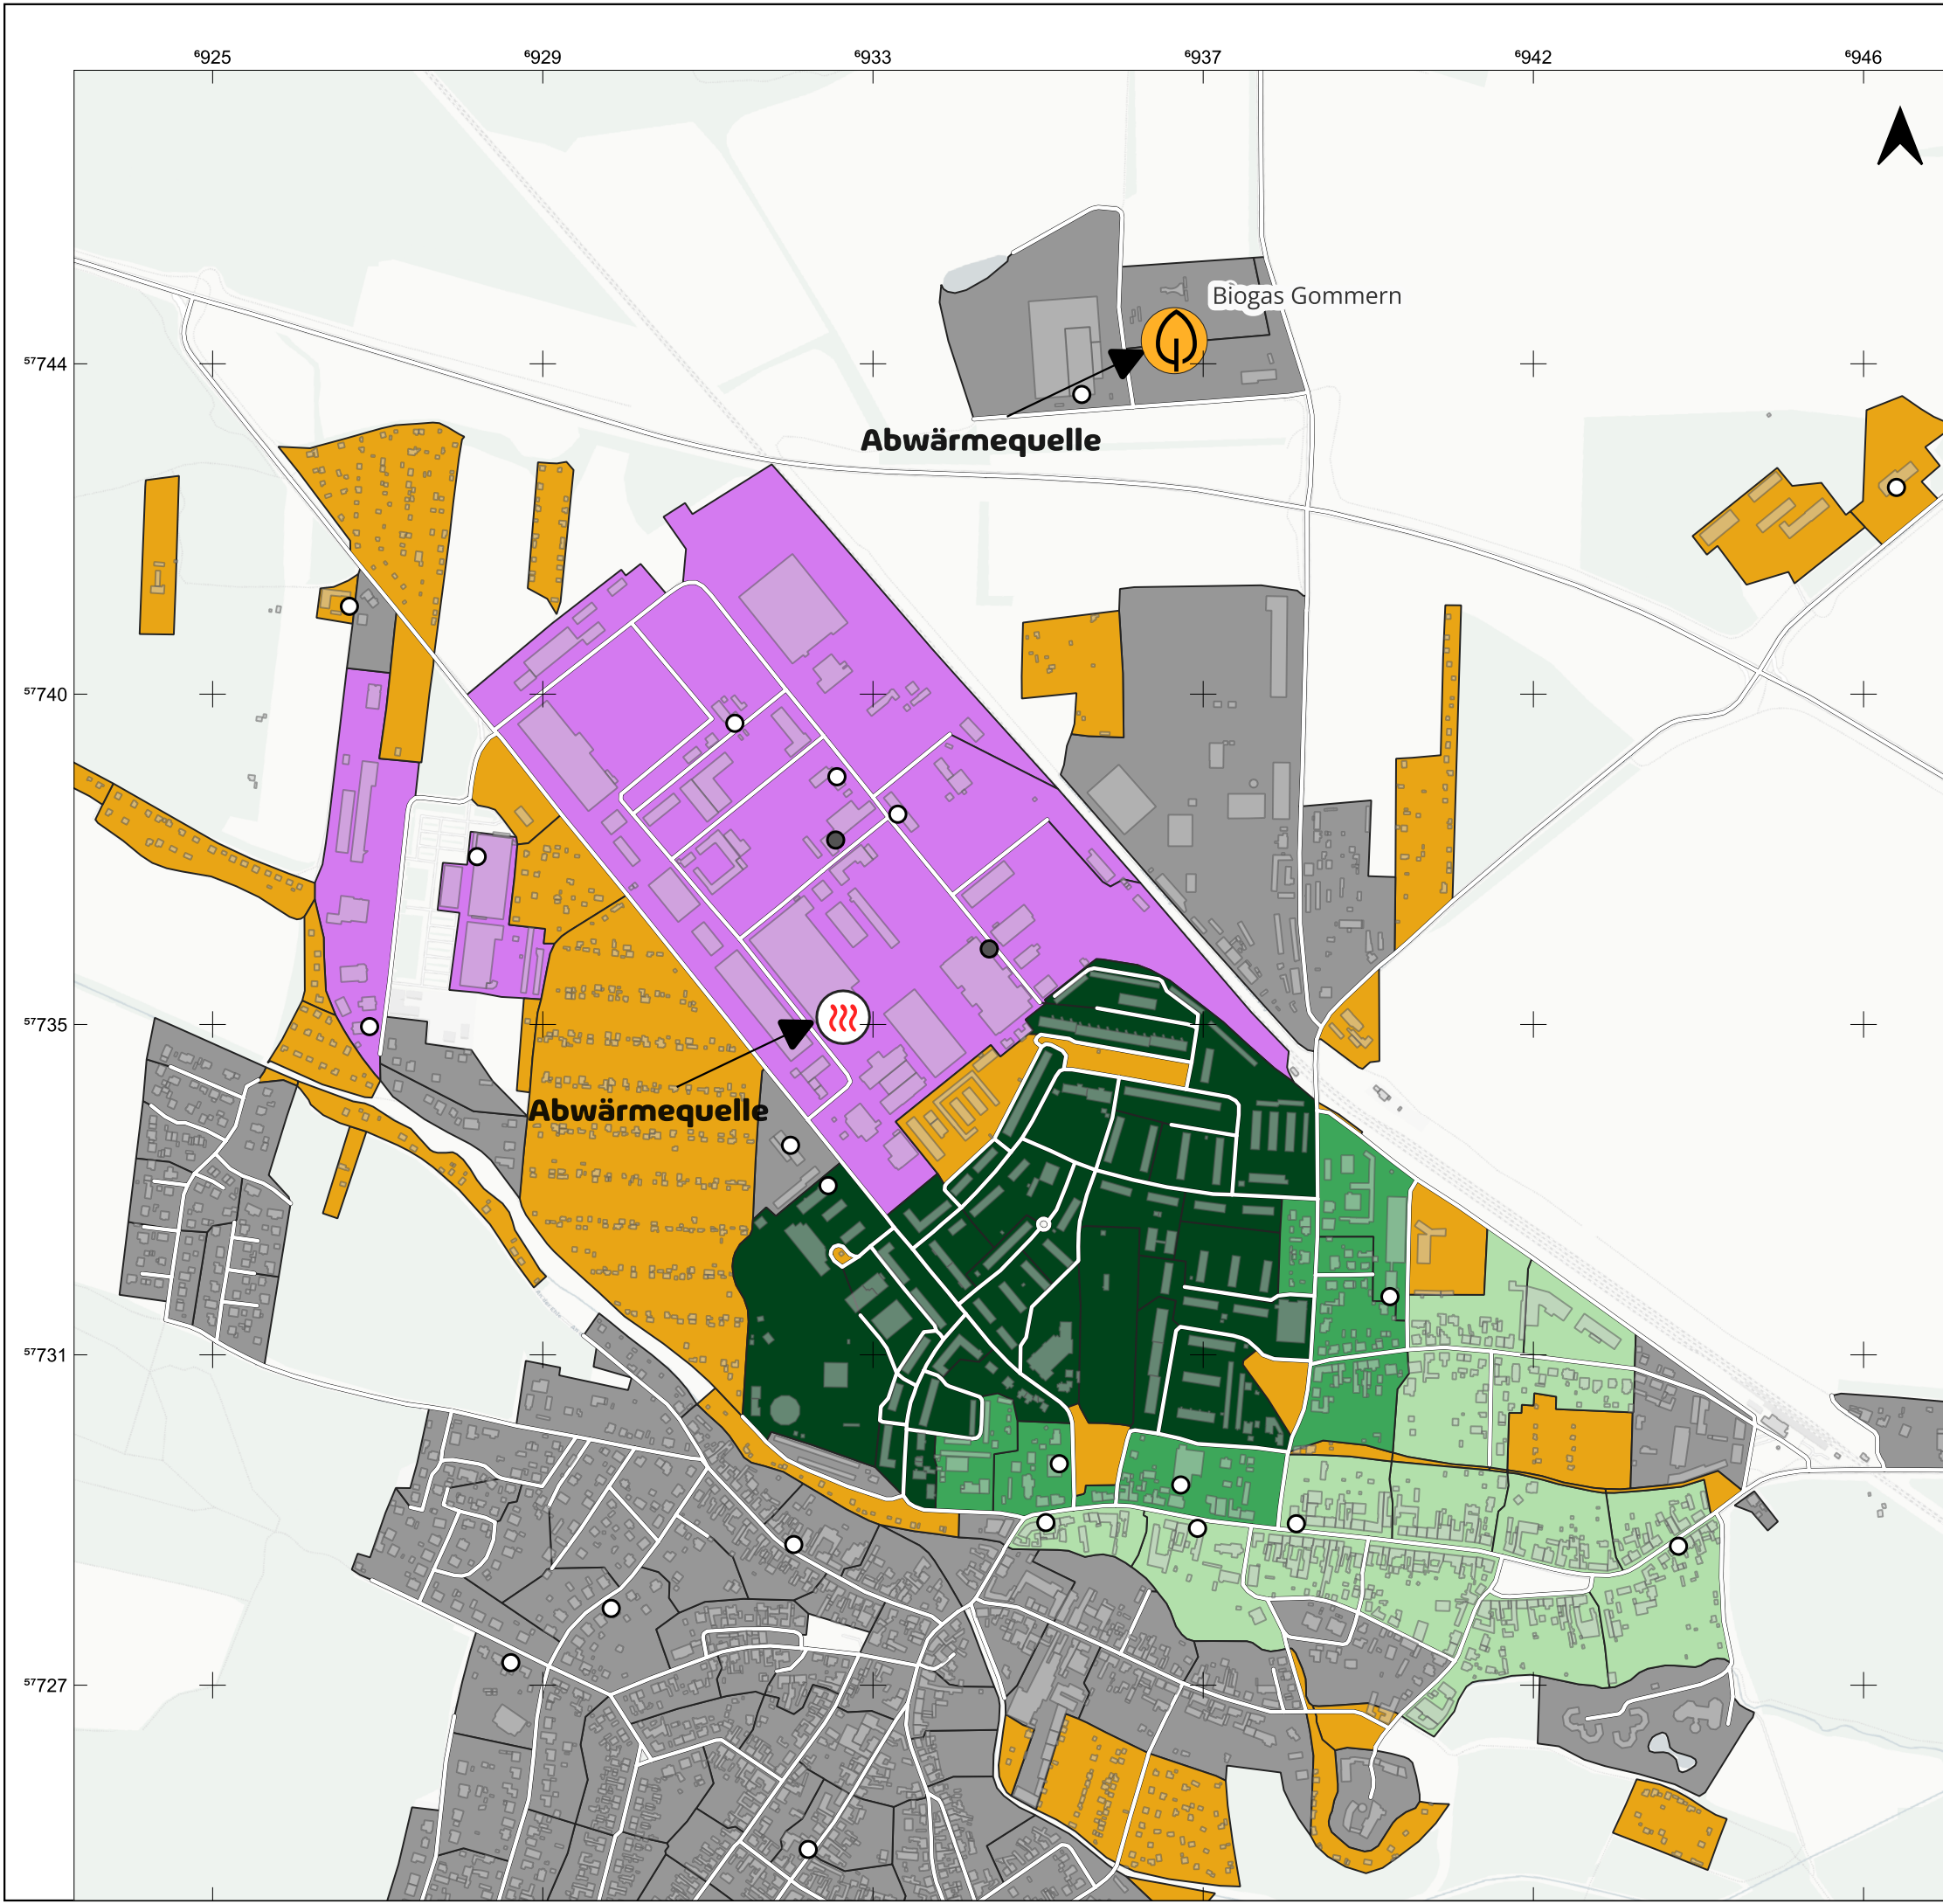 ⁶925 ⁶929 ⁶933 ⁶937 ⁶942 ⁶946
Biogas Gommern
⁵⁷744
Abwärmequelle
⁵⁷740
⁵⁷735
Abwärmequelle
⁵⁷731
⁵⁷727